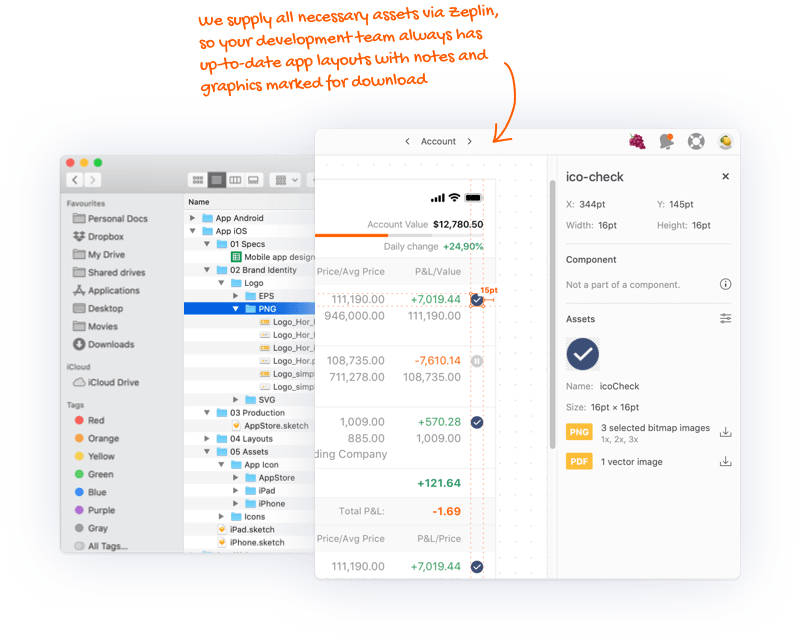 We supply all necessary assets via Zeplin,
so your development team always has
up-to-date app layouts with notes and
graphics marked for download
Favourites
Personal Docs
Dropbox
My Drive
Shared drives
Applications
Desktop
Movies
Downloads
iCloud
iCloud Drive
Tags
Red
Orange
Yellow
Green
Blue
Purple
Gray
All Tags...
Name
App Android
App iOS
01 Specs
Mobile app design
02 Brand Identity
Logo
EPS
PNG
Logo_Hor_
Logo_Hor_
Logo_Hor_
Logo_Hor.p
Logo_simpl
Logo_simpl
SVG
03 Production
AppStore.sketch
04 Layouts
05 Assets
App Icon
AppStore
iPad
iPhone
Icons
iPad.sketch
iPhone.sketch
Account
Account Value $12,780.50
Daily change +24,90%
Price/Avg Price P&L/Value
15pt
111,190.00 +7,019.44
946,000.00 111,190.00
108,735.00 -7,610.14
711,278.00 108,735.00
1,009.00 +570.28
885.00 1,009.00
ding Company
+121.64
Total P&L: -1.69
Price/Avg Price P&L/Price
111,190.00 +7,019.44
ico-check
X: 344pt Y: 145pt
Width: 16pt Height: 16pt
Component
Not a part of a component.
Assets
Name: icoCheck
Size: 16pt × 16pt
PNG 3 selected bitmap images
1x, 2x, 3x
PDF 1 vector image